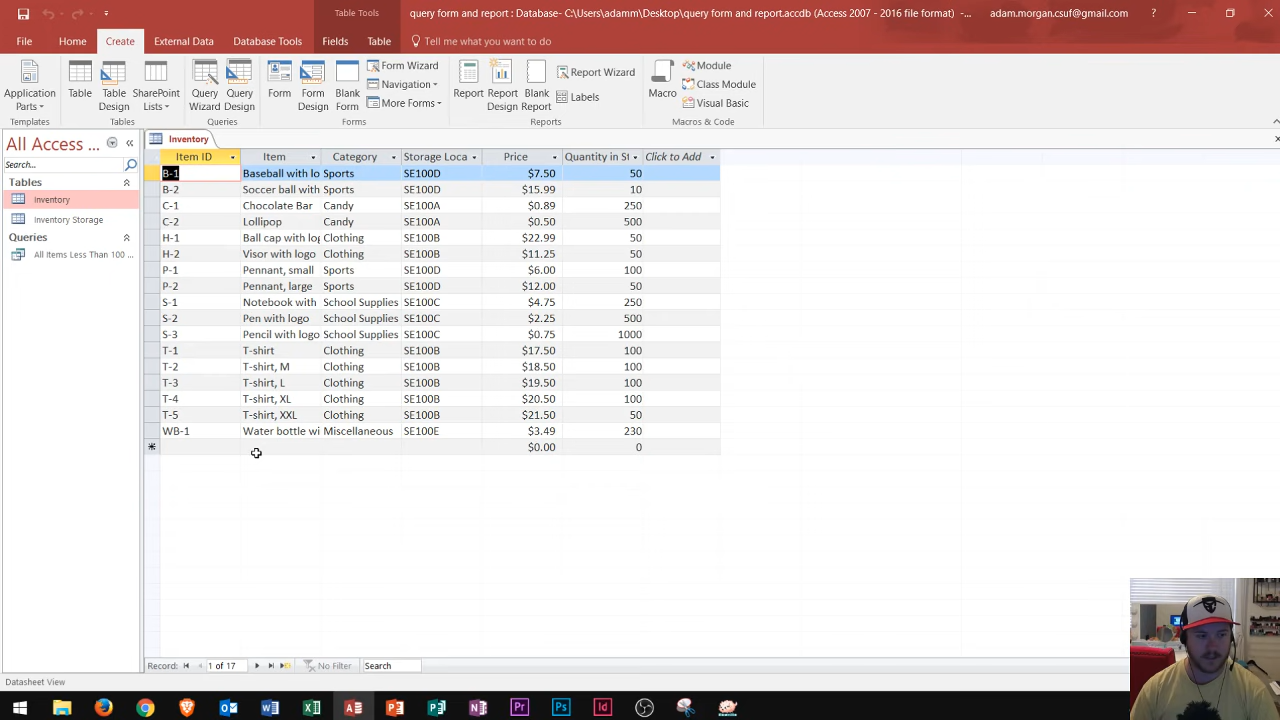 Table Tools
query form and report : Database- C:\Users\adamm\Desktop\query form and report.accdb (Access 2007 - 2016 file format) -...
adam.morgan.csuf@gmail.com
?
File Home Create External Data Database Tools Fields Table Tell me what you want to do
Application Parts
Table
Table Design
SharePoint Lists
Query Wizard
Query Design
Form
Form Design
Blank Form
Form Wizard
Navigation
More Forms
Report
Report Design
Blank Report
Report Wizard
Labels
Macro
Module
Class Module
Visual Basic
Templates Tables Queries Forms Reports Macros & Code
All Access ...
Search...
Tables
Inventory
Inventory Storage
Queries
All Items Less Than 100 ...
Inventory
Item ID Item Category Storage Loca Price Quantity in St Click to Add
B-1 Baseball with lo Sports SE100D $7.50 50
B-2 Soccer ball with Sports SE100D $15.99 10
C-1 Chocolate Bar Candy SE100A $0.89 250
C-2 Lollipop Candy SE100A $0.50 500
H-1 Ball cap with log Clothing SE100B $22.99 50
H-2 Visor with logo Clothing SE100B $11.25 50
P-1 Pennant, small Sports SE100D $6.00 100
P-2 Pennant, large Sports SE100D $12.00 50
S-1 Notebook with School Supplies SE100C $4.75 250
S-2 Pen with logo School Supplies SE100C $2.25 500
S-3 Pencil with logo School Supplies SE100C $0.75 1000
T-1 T-shirt Clothing SE100B $17.50 100
T-2 T-shirt, M Clothing SE100B $18.50 100
T-3 T-shirt, L Clothing SE100B $19.50 100
T-4 T-shirt, XL Clothing SE100B $20.50 100
T-5 T-shirt, XXL Clothing SE100B $21.50 50
WB-1 Water bottle wi Miscellaneous SE100E $3.49 230
$0.00 0
Record: 1 of 17 No Filter Search
Datasheet View